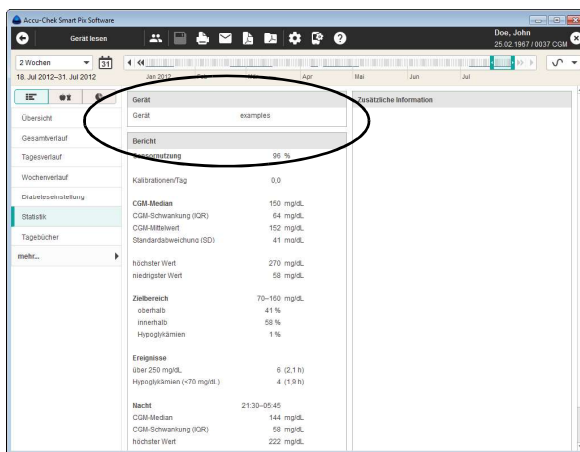 Accu-Chek Smart Pix Software
Gerät lesen
Doe, John
25.02.1967 / 0037 CGM
2 Wochen
31
18. Jul 2012–31. Jul 2012
Jan 2012 Apr Mai Jun Jul
Gerät
Zusätzliche Information
Gerät examples
Übersicht
Bericht
Gesamtverlauf
Tagesverlauf
Sensornutzung 96 %
Wochenverlauf
Kalibrationen/Tag 0,0
Diabeteseinstellung
CGM-Median 150 mg/dL
Statistik
CGM-Schwankung (IQR) 64 mg/dL
CGM-Mittelwert 152 mg/dL
Tagebücher
Standardabweichung (SD) 41 mg/dL
mehr...
höchster Wert 270 mg/dL
niedrigster Wert 58 mg/dL
Zielbereich 70–160 mg/dL
oberhalb 41 %
innerhalb 58 %
Hypoglykämien 1 %
Ereignisse
über 250 mg/dL 6 (2,1 h)
Hypoglykämien (<70 mg/dL) 4 (1,9 h)
Nacht 21:30–05:45
CGM-Median 144 mg/dL
CGM-Schwankung (IQR) 58 mg/dL
höchster Wert 222 mg/dL